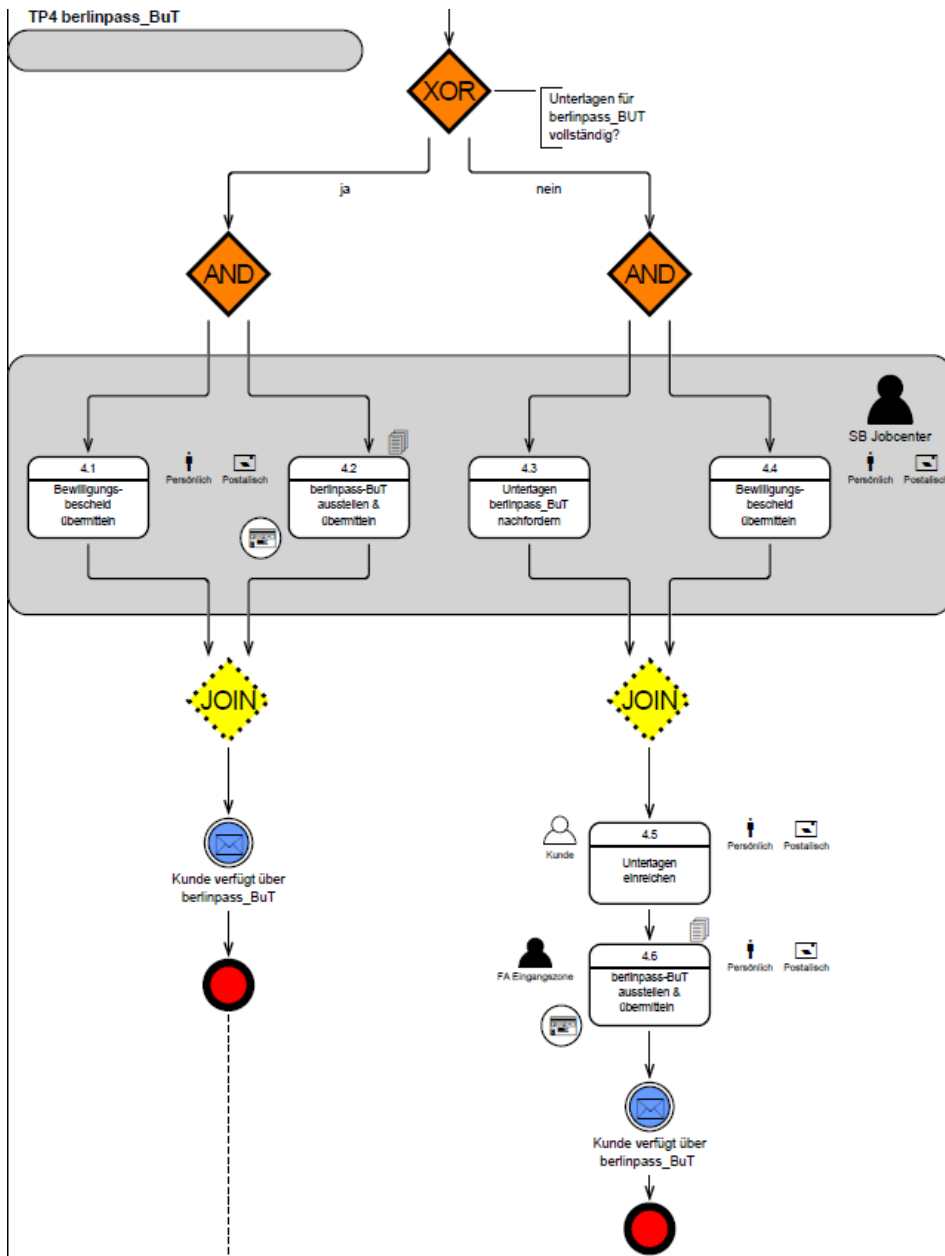 TP4 berlinpass_BuT
XOR
Unterlagen für
berlinpass_BUT
vollständig?
ja
nein
AND
AND
SB Jobcenter
4.1
Bewilligungs-
bescheid
übermitteln
Persönlich
Postalisch
4.2
berlinpass-BuT
ausstellen &
übermitteln
4.3
Unterlagen
berlinpass_BuT
nachfordern
4.4
Bewilligungs-
bescheid
übermitteln
Persönlich
Postalisch
JOIN
JOIN
Kunde verfügt über
berlinpass_BuT
Kunde
4.5
Unterlagen
einreichen
Persönlich
Postalisch
FA Eingangszone
4.6
berlinpass-BuT
ausstellen &
übermitteln
Persönlich
Postalisch
Kunde verfügt über
berlinpass_BuT